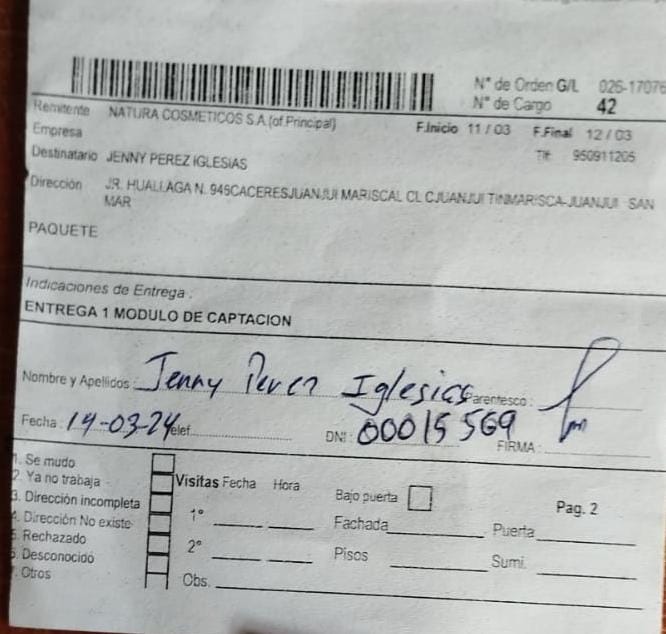 N° de Orden G/L 026-17076
N° de Cargo 42
Remitente NATURA COSMETICOS S.A.(of.Principal)
Empresa F.Inicio 11 / 03 F.Final 12 / 03
Destinatario JENNY PEREZ IGLESIAS Tlf: 950911205
Dirección JR. HUALLAGA N. 946CACERESJUANJUI MARISCAL CL CJUANJUI TINMARISCA-JUANJUI SAN
MAR
PAQUETE
Indicaciones de Entrega :
ENTREGA 1 MODULO DE CAPTACION
Nombre y Apellidos : Jenny Perez Iglesias Parentesco :
Fecha : 14-03-24 Telef. DNI : 00015569 FIRMA :
1. Se mudo
2. Ya no trabaja
3. Dirección incompleta
4. Dirección No existe
5. Rechazado
6. Desconocido
7. Otros
Visitas Fecha Hora
1°
2°
Obs.
Bajo puerta
Pag. 2
Fachada Puerta
Pisos Sumi.